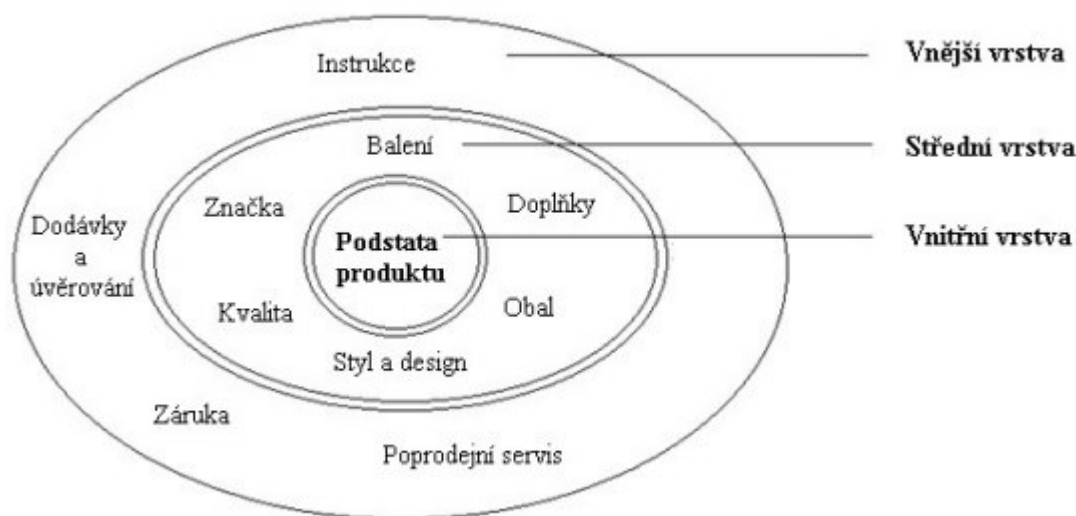 Instrukce
Vnější vrstva
Balení
Střední vrstva
Značka
Doplňky
Dodávky
a
úvěrování
Podstata
produktu
Vnitřní vrstva
Kvalita
Obal
Styl a design
Záruka
Poprodejní servis